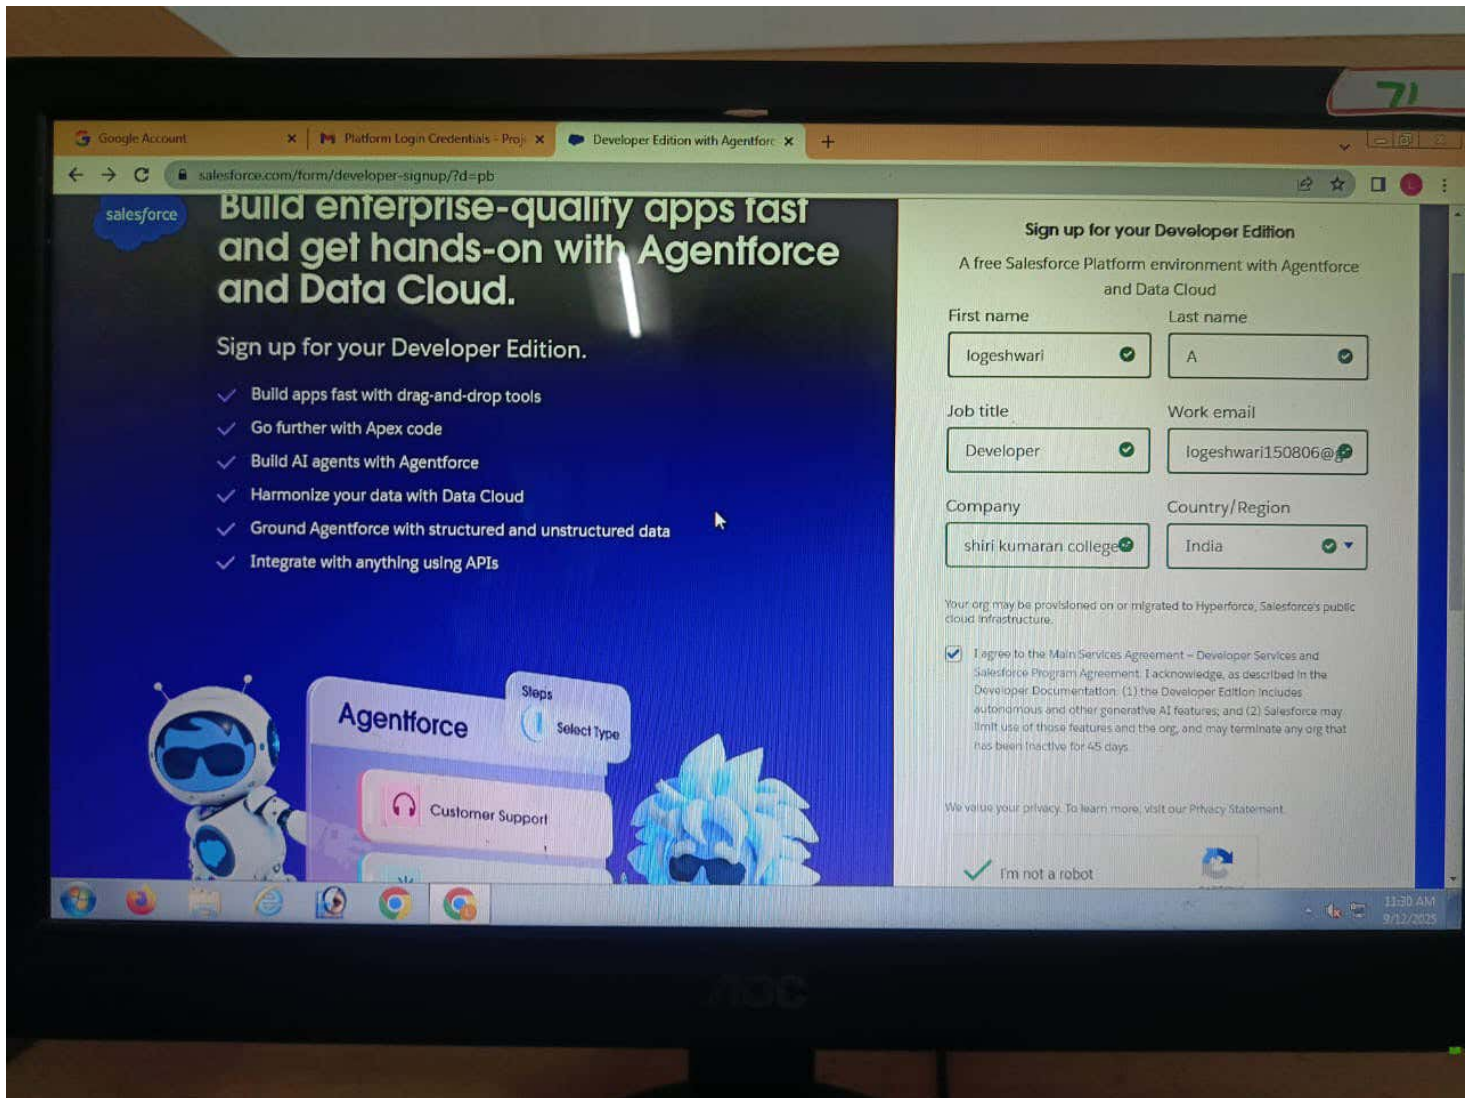 71
Google Account
Platform Login Credentials - Proj
Developer Edition with Agentforc
salesforce.com/form/developer-signup/?d=pb
salesforce
Build enterprise-quality apps fast
and get hands-on with Agentforce
and Data Cloud.
Sign up for your Developer Edition.
Build apps fast with drag-and-drop tools
Go further with Apex code
Build AI agents with Agentforce
Harmonize your data with Data Cloud
Ground Agentforce with structured and unstructured data
Integrate with anything using APIs
Agentforce
Steps
Select Type
Customer Support
Sign up for your Developer Edition
A free Salesforce Platform environment with Agentforce
and Data Cloud
First name
Last name
logeshwari
A
Job title
Work email
Developer
logeshwari150806@g
Company
Country/Region
shiri kumaran college
India
Your org may be provisioned on or migrated to Hyperforce, Salesforce's public
cloud infrastructure.
I agree to the Main Services Agreement – Developer Services and
Salesforce Program Agreement. I acknowledge, as described in the
Developer Documentation: (1) the Developer Edition includes
autonomous and other generative AI features; and (2) Salesforce may
limit use of those features and the org, and may terminate any org that
has been inactive for 45 days.
We value your privacy. To learn more, visit our Privacy Statement.
I'm not a robot
11:30 AM
9/12/2025
AOC